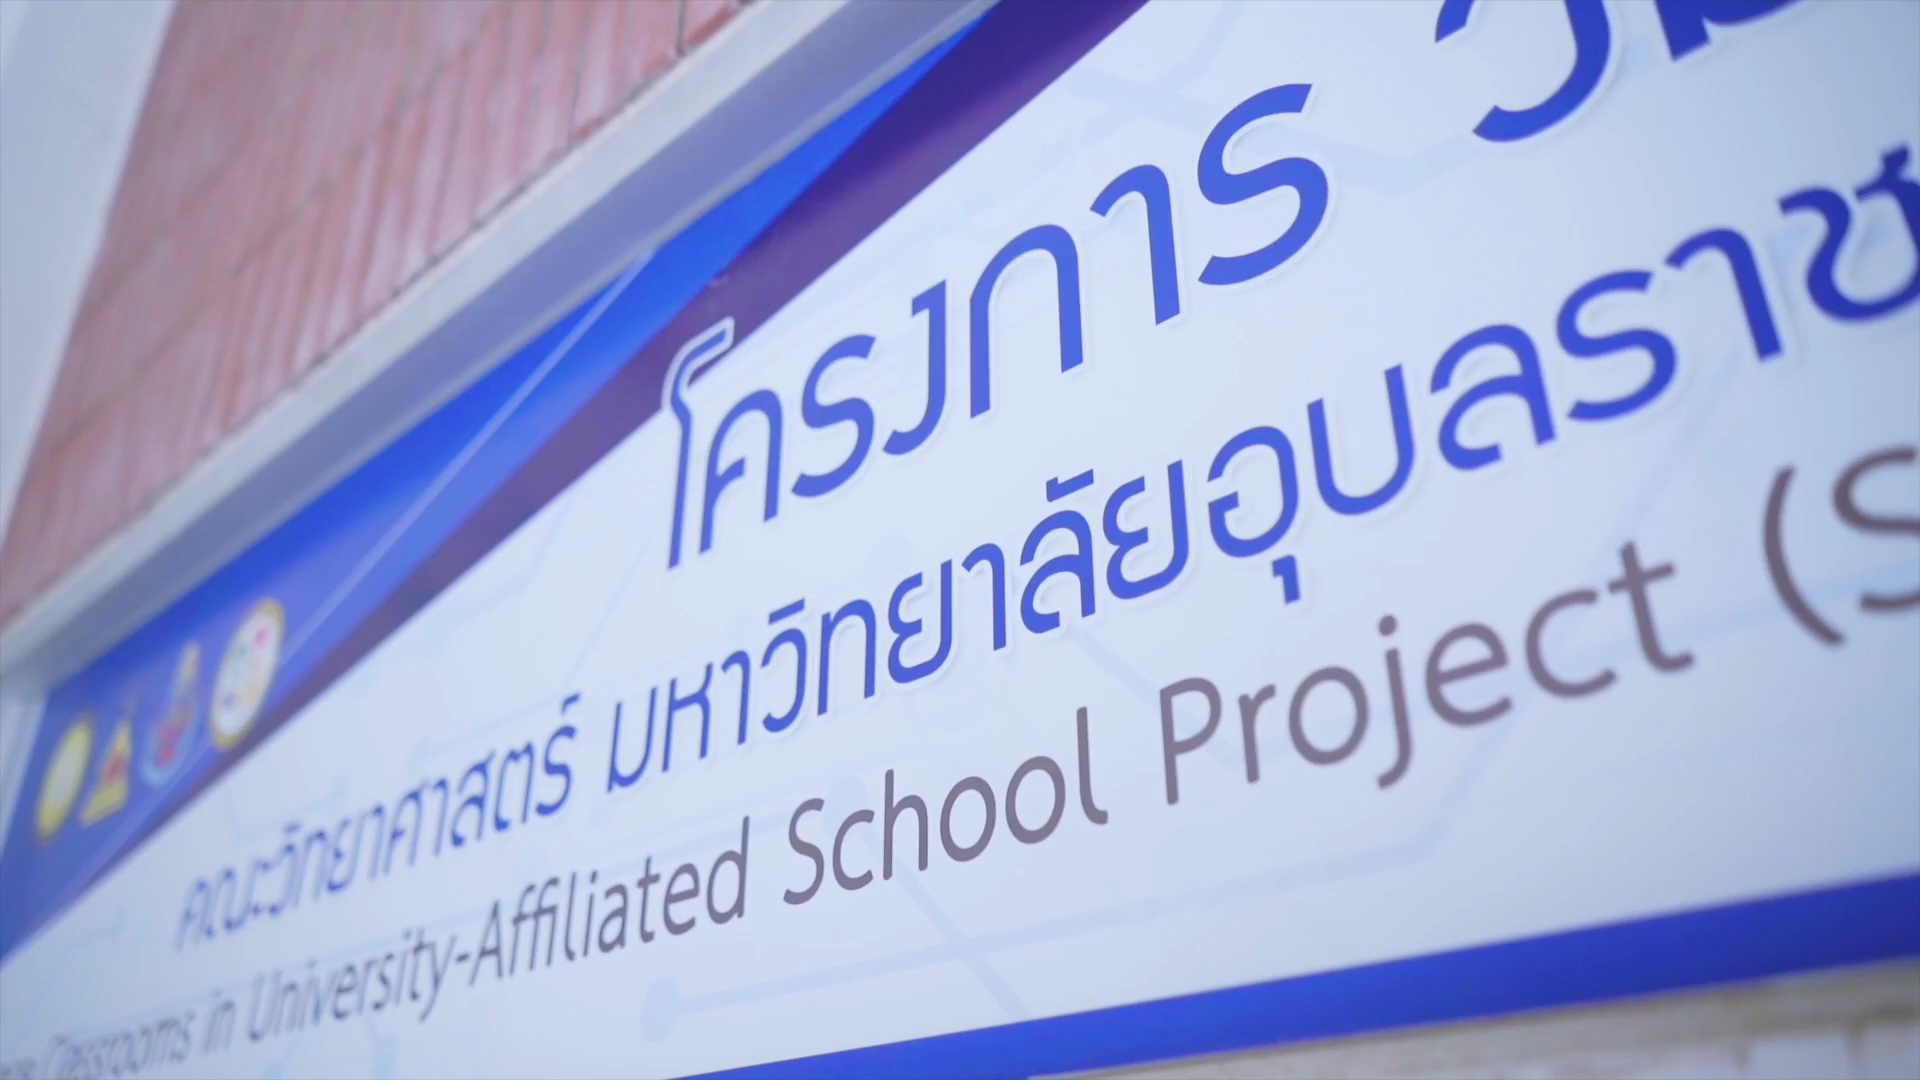 โครงการ
คณะวิทยาศาสตร์ มหาวิทยาลัยอุบลราช
Classrooms in University-Affiliated School Project (S